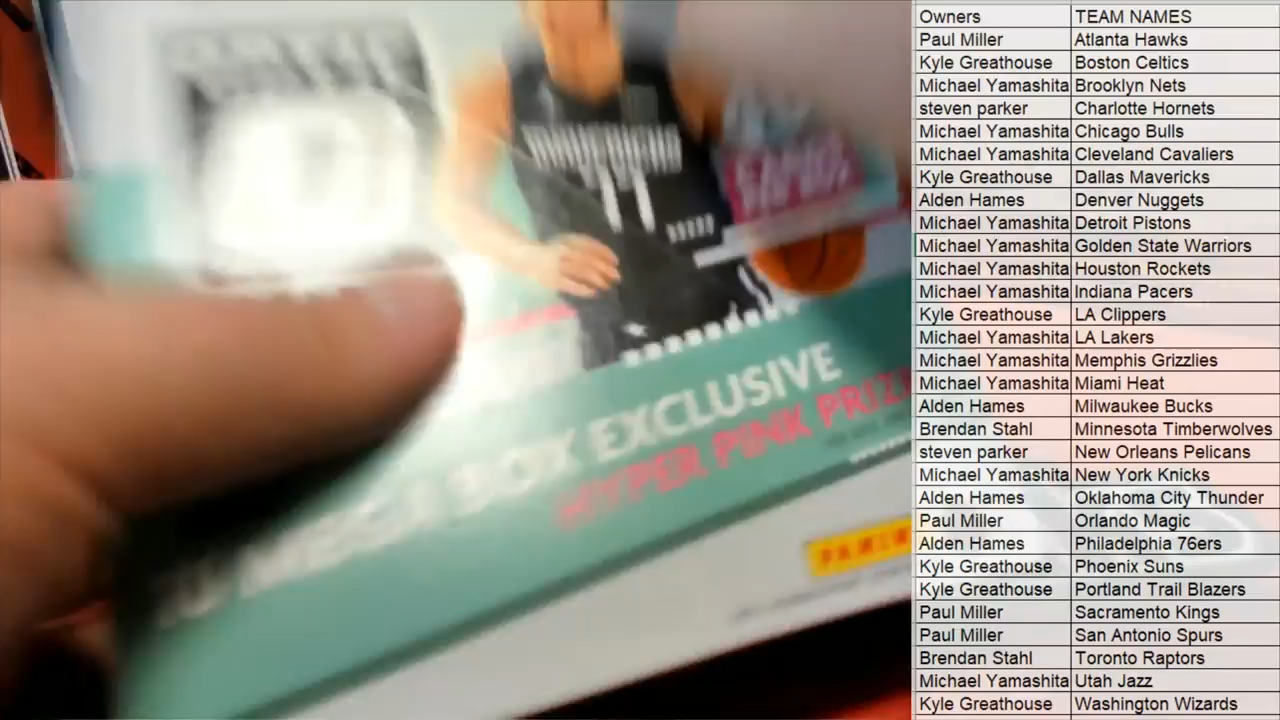 MAVERICKS
77
MEGA BOX EXCLUSIVE
HYPER PINK PRIZ
PANIN
Owners TEAM NAMES
Paul Miller Atlanta Hawks
Kyle Greathouse Boston Celtics
Michael Yamashita Brooklyn Nets
steven parker Charlotte Hornets
Michael Yamashita Chicago Bulls
Michael Yamashita Cleveland Cavaliers
Kyle Greathouse Dallas Mavericks
Alden Hames Denver Nuggets
Michael Yamashita Detroit Pistons
Michael Yamashita Golden State Warriors
Michael Yamashita Houston Rockets
Michael Yamashita Indiana Pacers
Kyle Greathouse LA Clippers
Michael Yamashita LA Lakers
Michael Yamashita Memphis Grizzlies
Michael Yamashita Miami Heat
Alden Hames Milwaukee Bucks
Brendan Stahl Minnesota Timberwolves
steven parker New Orleans Pelicans
Michael Yamashita New York Knicks
Alden Hames Oklahoma City Thunder
Paul Miller Orlando Magic
Alden Hames Philadelphia 76ers
Kyle Greathouse Phoenix Suns
Kyle Greathouse Portland Trail Blazers
Paul Miller Sacramento Kings
Paul Miller San Antonio Spurs
Brendan Stahl Toronto Raptors
Michael Yamashita Utah Jazz
Kyle Greathouse Washington Wizards